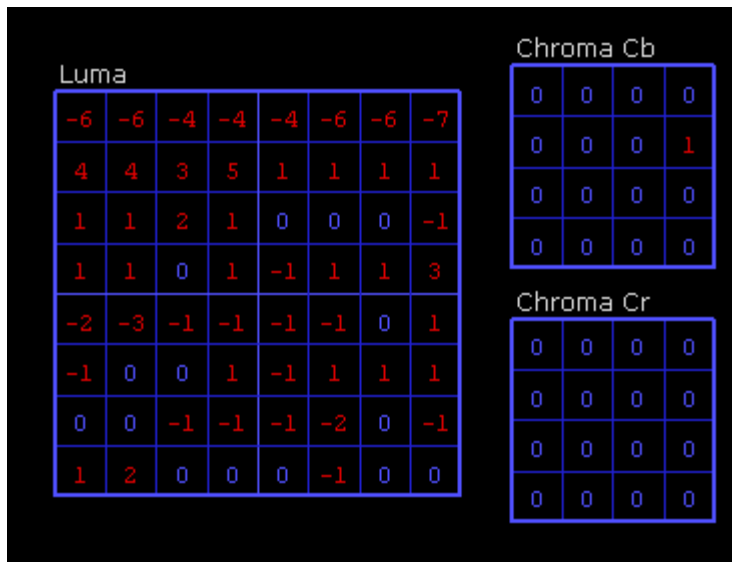 Luma
-6 -6 -4 -4 -4 -6 -6 -7
4 4 3 5 1 1 1 1
1 1 2 1 0 0 0 -1
1 1 0 1 -1 1 1 3
-2 -3 -1 -1 -1 -1 0 1
-1 0 0 1 -1 1 1 1
0 0 -1 -1 -1 -2 0 -1
1 2 0 0 0 -1 0 0
Chroma Cb
0 0 0 0
0 0 0 1
0 0 0 0
0 0 0 0
Chroma Cr
0 0 0 0
0 0 0 0
0 0 0 0
0 0 0 0